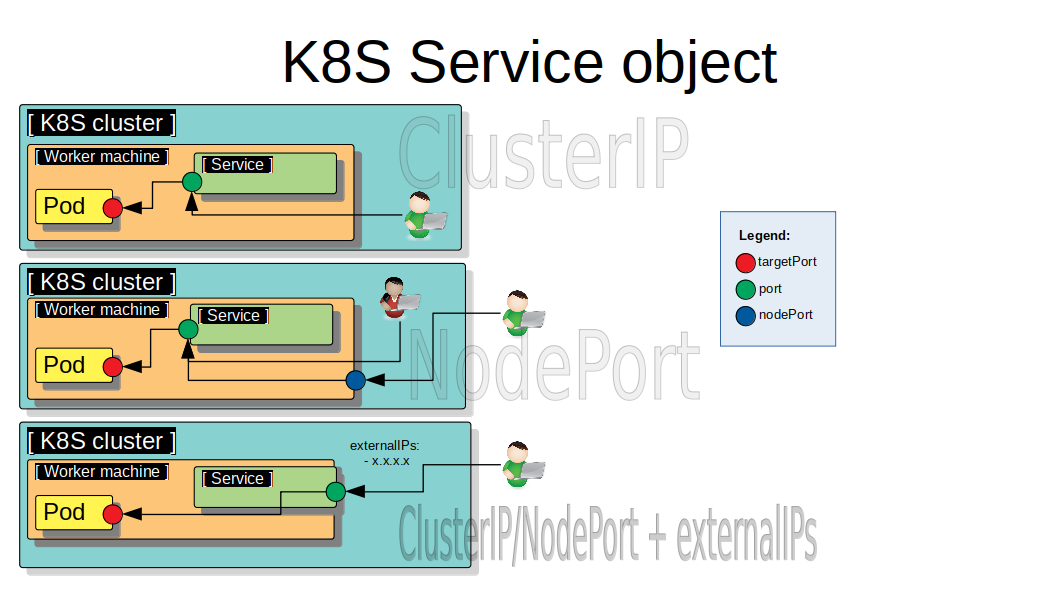 K8S Service object
[ K8S cluster ]
ClusterIP
[ Worker machine ]
[ Service ]
Pod
[ K8S cluster ]
[ Worker machine ]
[ Service ]
Pod
NodePort
[ K8S cluster ]
externalIPs:
- x.x.x.x
[ Worker machine ]
[ Service ]
Pod
ClusterIP/NodePort + externalIPs
Legend:
targetPort
port
nodePort